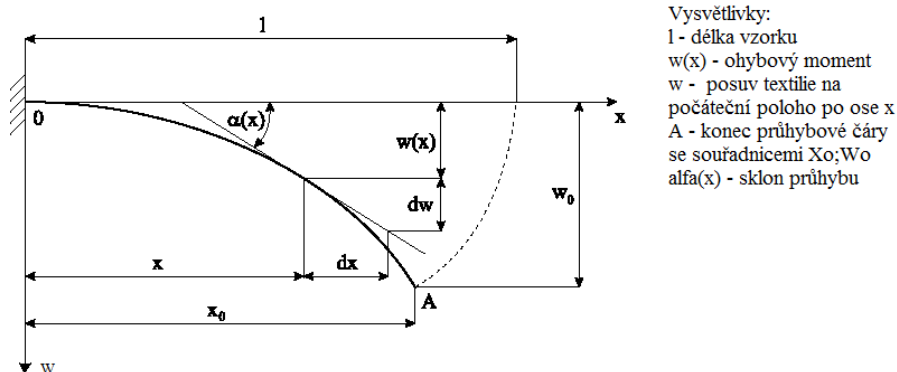 l
0
α(x)
x
w(x)
w₀
dw
x
dx
A
x₀
w
Vysvětlivky:
l - délka vzorku
w(x) - ohybový moment
w -  posuv textilie na
počáteční poloho po ose x
A - konec průhybové čáry
se souřadnicemi Xo;Wo
alfa(x) - sklon průhybu